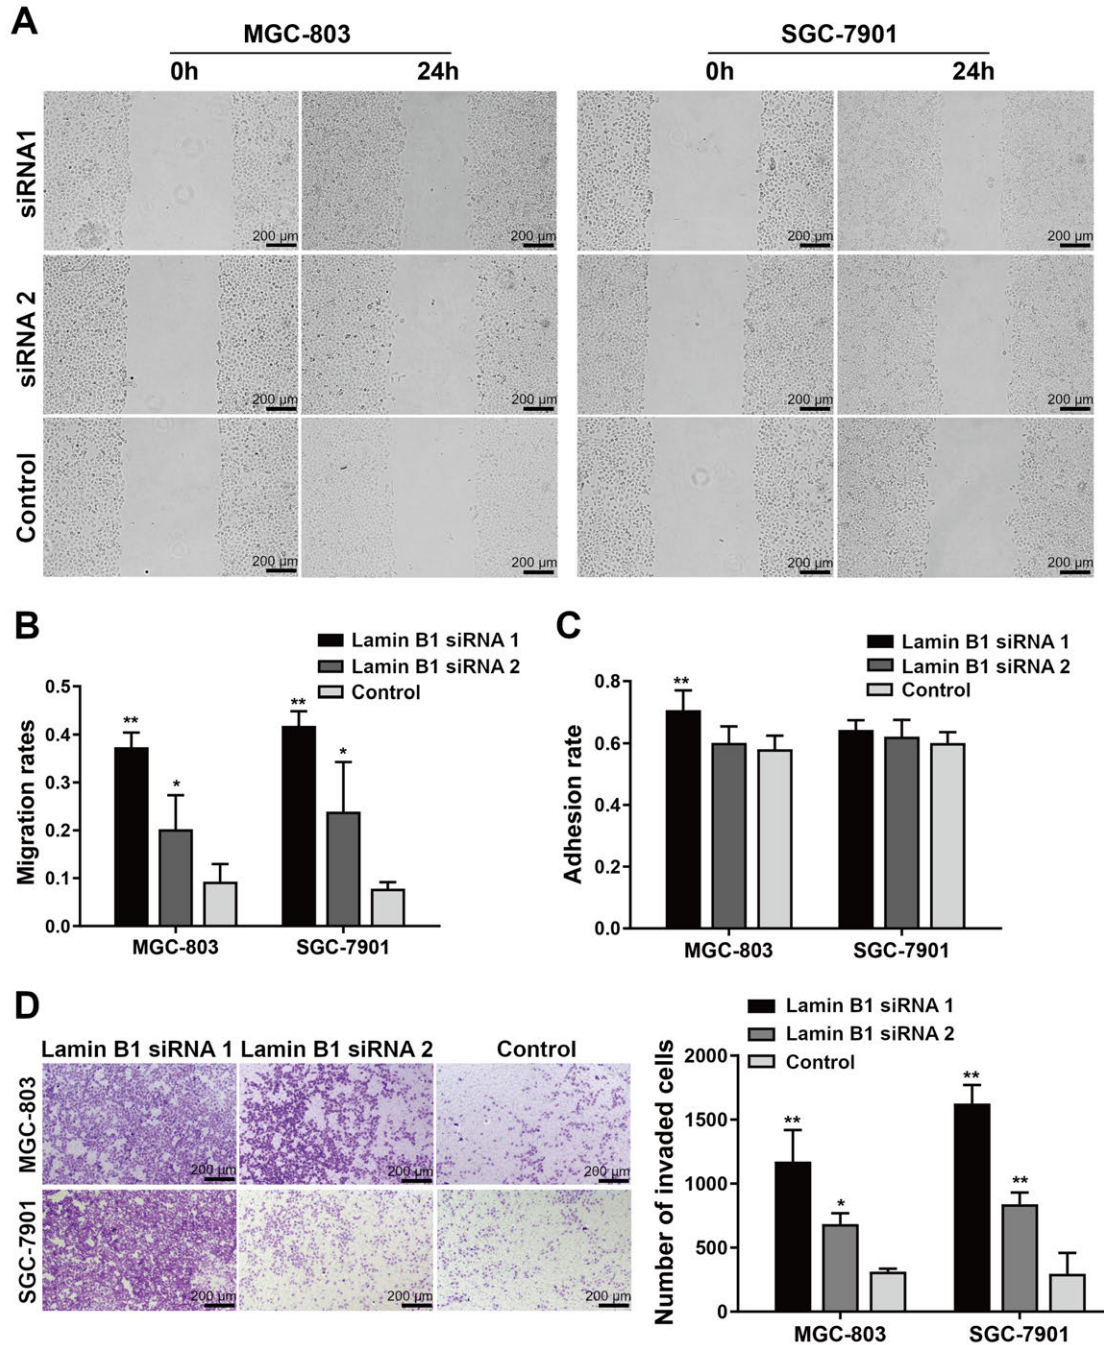 A
MGC-803
SGC-7901
0h
24h
0h
24h
siRNA1
200 µm
200 µm
200 µm
200 µm
siRNA 2
200 µm
200 µm
200 µm
200 µm
Control
200 µm
200 µm
200 µm
200 µm
B
Lamin B1 siRNA 1
Lamin B1 siRNA 2
Control
Migration rates
0.5
0.4
0.3
0.2
0.1
0.0
**
*
**
*
MGC-803
SGC-7901
C
Lamin B1 siRNA 1
Lamin B1 siRNA 2
Control
Adhesion rate
0.8
0.6
0.4
0.2
0.0
**
MGC-803
SGC-7901
D
Lamin B1 siRNA 1
Lamin B1 siRNA 2
Control
MGC-803
200 µm
200 µm
200 µm
SGC-7901
200 µm
200 µm
200 µm
Lamin B1 siRNA 1
Lamin B1 siRNA 2
Control
Number of invaded cells
2000
1500
1000
500
0
**
*
**
**
MGC-803
SGC-7901